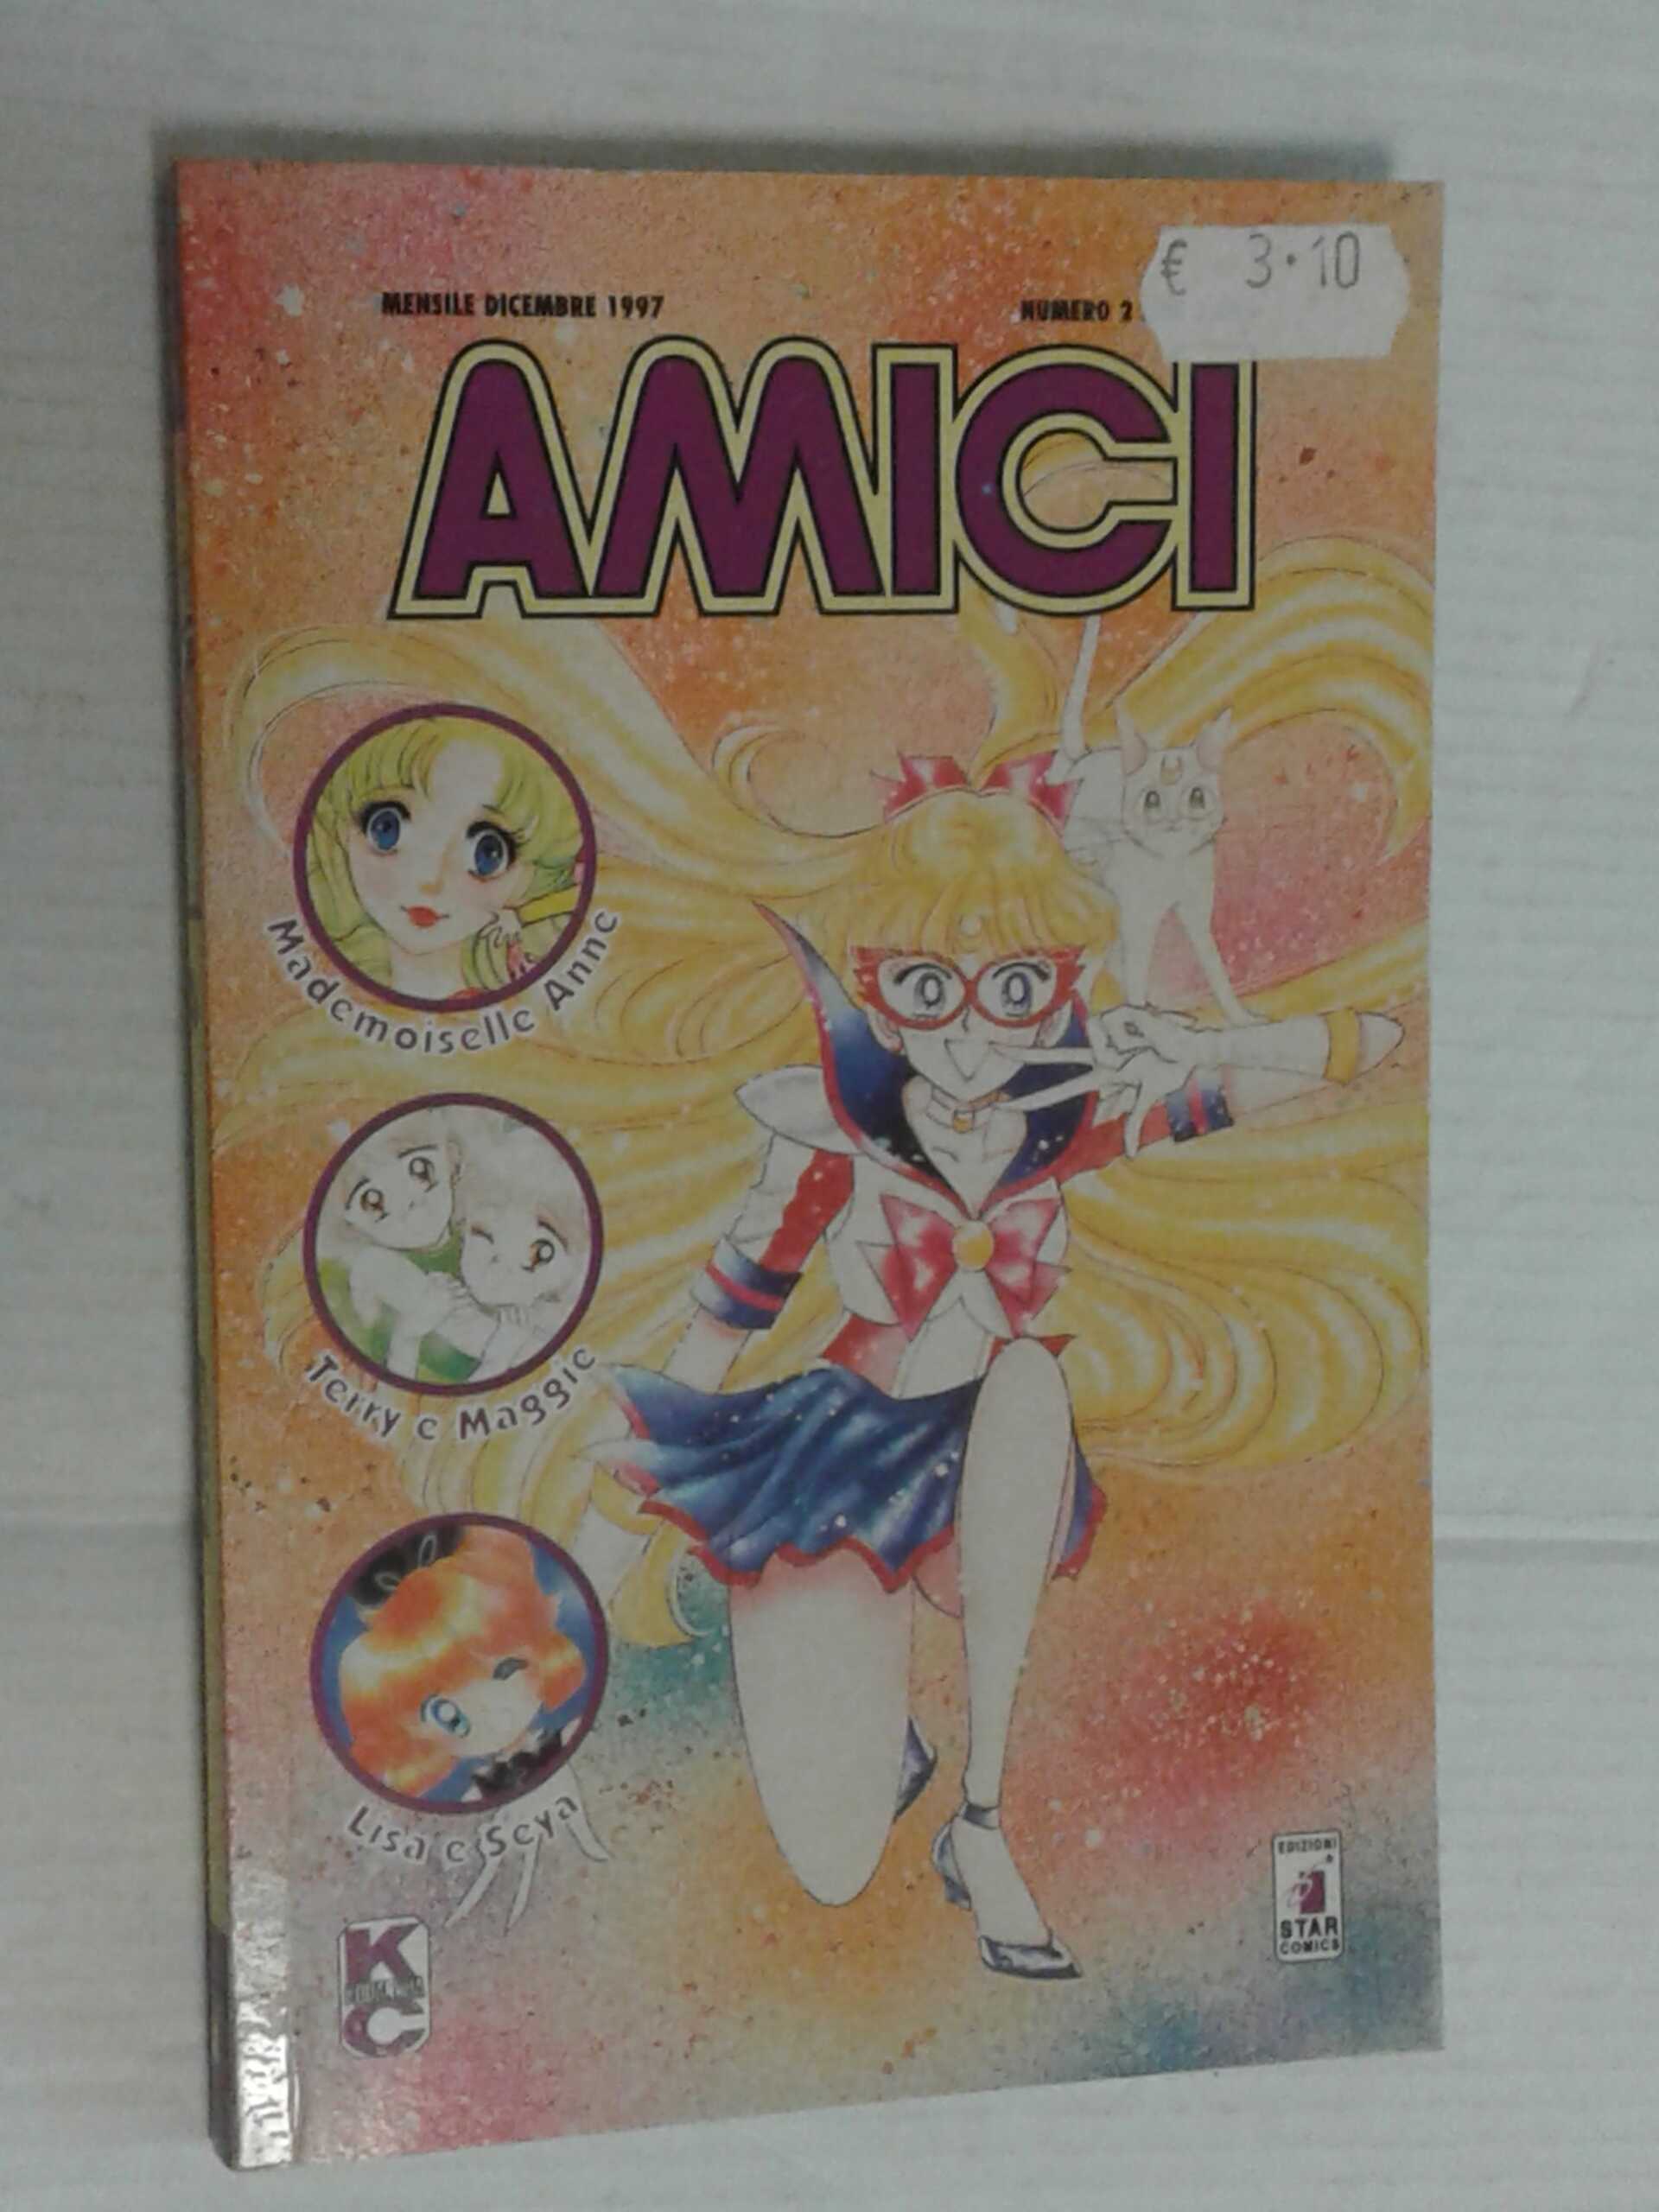 € 3.10
MENSILE DICEMBRE 1997
NUMERO 2
AMICI
Mademoiselle Anne
Terry e Maggie
Lisa e Seya
K
C
EDIZIONI
STAR
COMICS